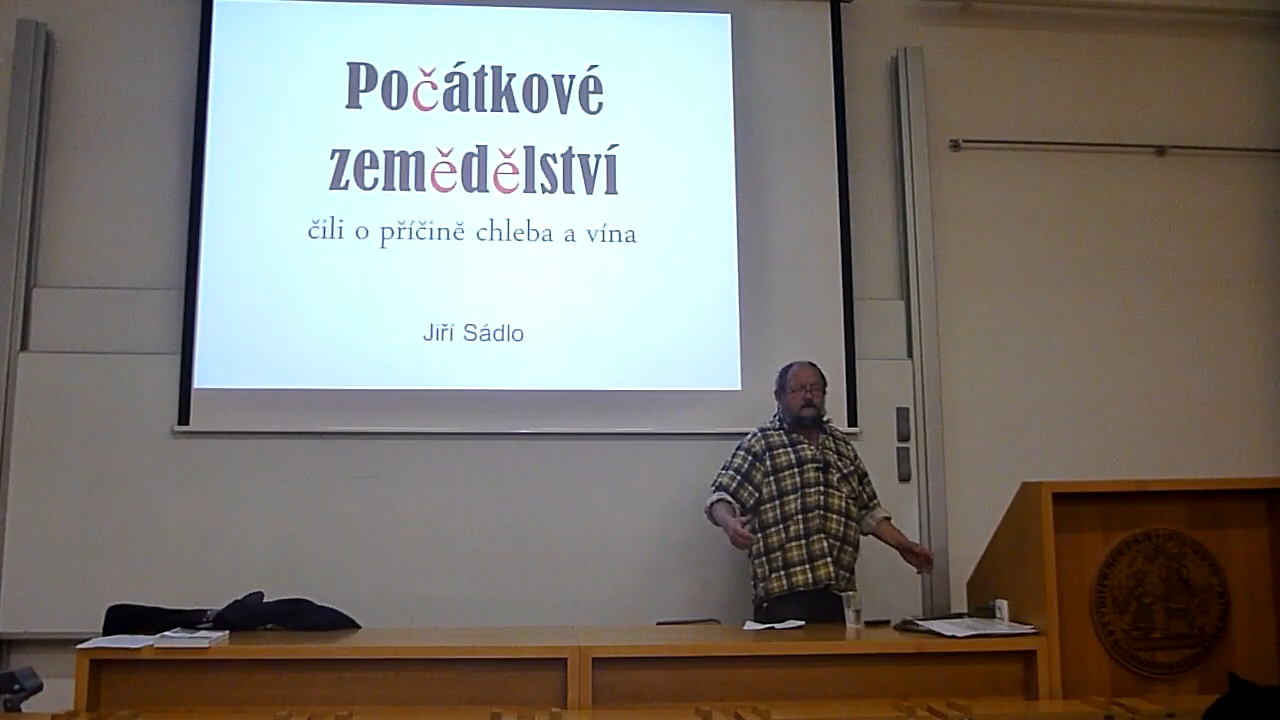 Počátkové
zemědělství
čili o příčině chleba a vína
Jiří Sádlo